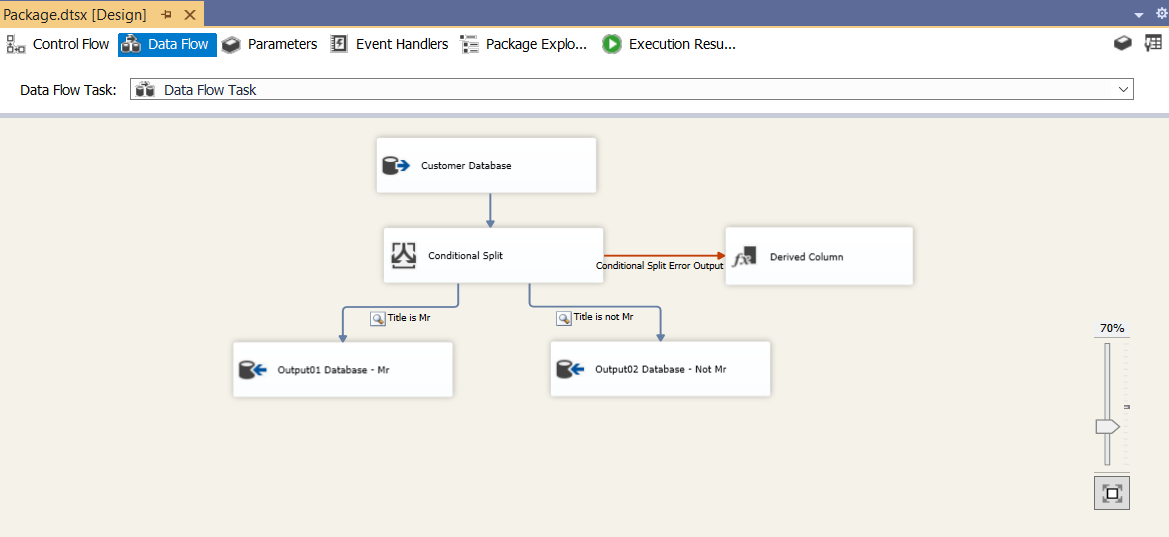 Package.dtsx [Design]
Control Flow Data Flow Parameters Event Handlers Package Explo... Execution Resu...
Data Flow Task: Data Flow Task
Customer Database
Conditional Split
Derived Column
Conditional Split Error Output
Title is Mr
Title is not Mr
70%
Output01 Database - Mr
Output02 Database - Not Mr